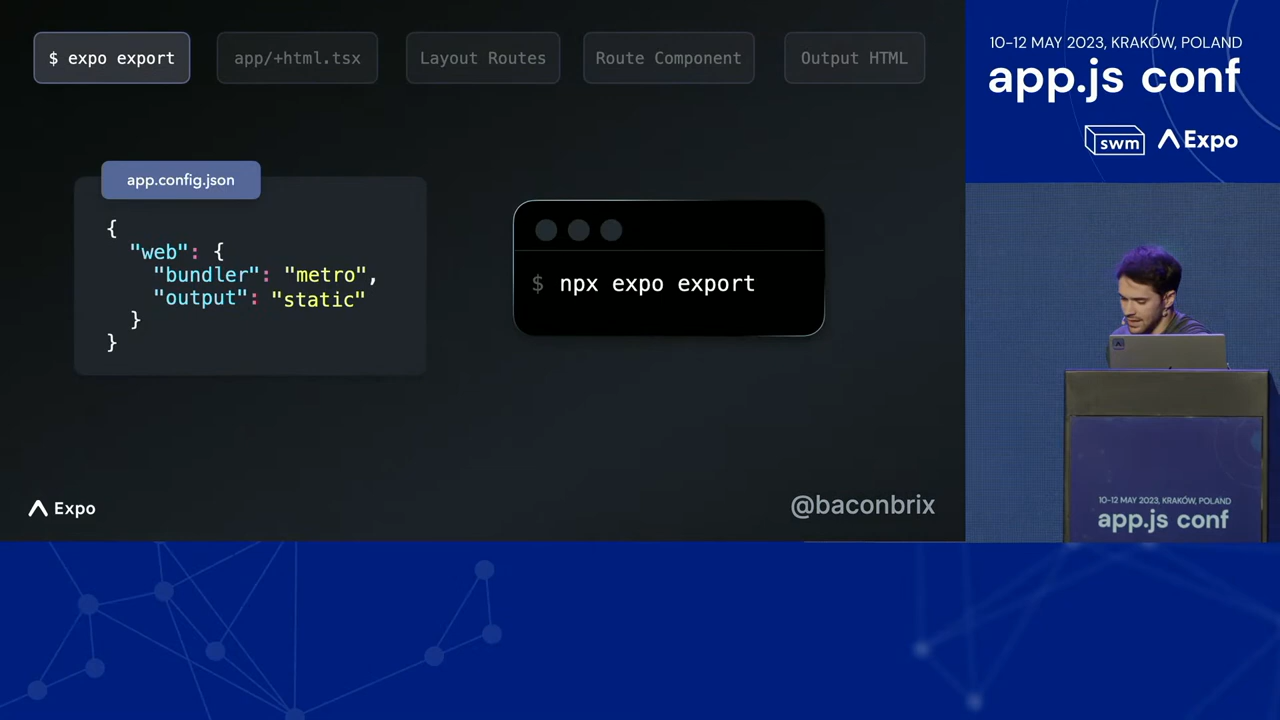 $ expo export
app/+html.tsx
Layout Routes
Route Component
Output HTML
app.config.json
{
"web": {
"bundler": "metro",
"output": "static"
}
}
$ npx expo export
Expo
@baconbrix
10-12 MAY 2023, KRAKÓW, POLAND
app.js conf
swm
Expo
10-12 MAY 2023, KRAKÓW, POLAND
app.js conf